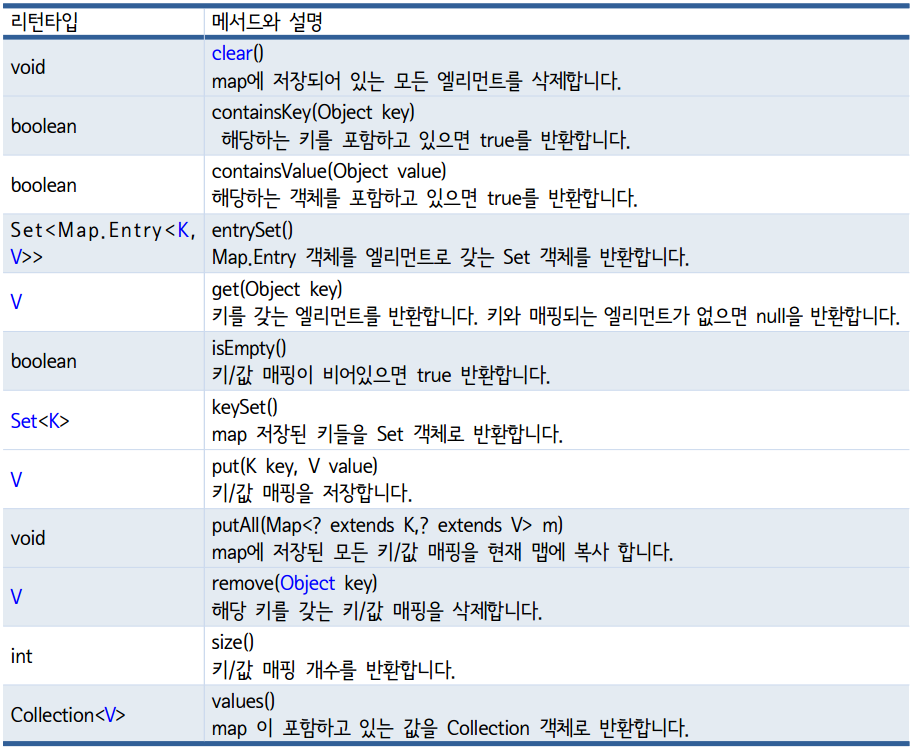 리턴타입 메서드와 설명
void clear()
map에 저장되어 있는 모든 엘리먼트를 삭제합니다.
boolean containsKey(Object key)
해당하는 키를 포함하고 있으면 true를 반환합니다.
boolean containsValue(Object value)
해당하는 객체를 포함하고 있으면 true를 반환합니다.
Set<Map.Entry<K, entrySet()
V>> Map.Entry 객체를 엘리먼트로 갖는 Set 객체를 반환합니다.
V get(Object key)
키를 갖는 엘리먼트를 반환합니다. 키와 매핑되는 엘리먼트가 없으면 null을 반환합니다.
boolean isEmpty()
키/값 매핑이 비어있으면 true 반환합니다.
Set<K> keySet()
map 저장된 키들을 Set 객체로 반환합니다.
V put(K key, V value)
키/값 매핑을 저장합니다.
void putAll(Map<? extends K,? extends V> m)
map에 저장된 모든 키/값 매핑을 현재 맵에 복사 합니다.
V remove(Object key)
해당 키를 갖는 키/값 매핑을 삭제합니다.
int size()
키/값 매핑 개수를 반환합니다.
Collection<V> values()
map 이 포함하고 있는 값을 Collection 객체로 반환합니다.